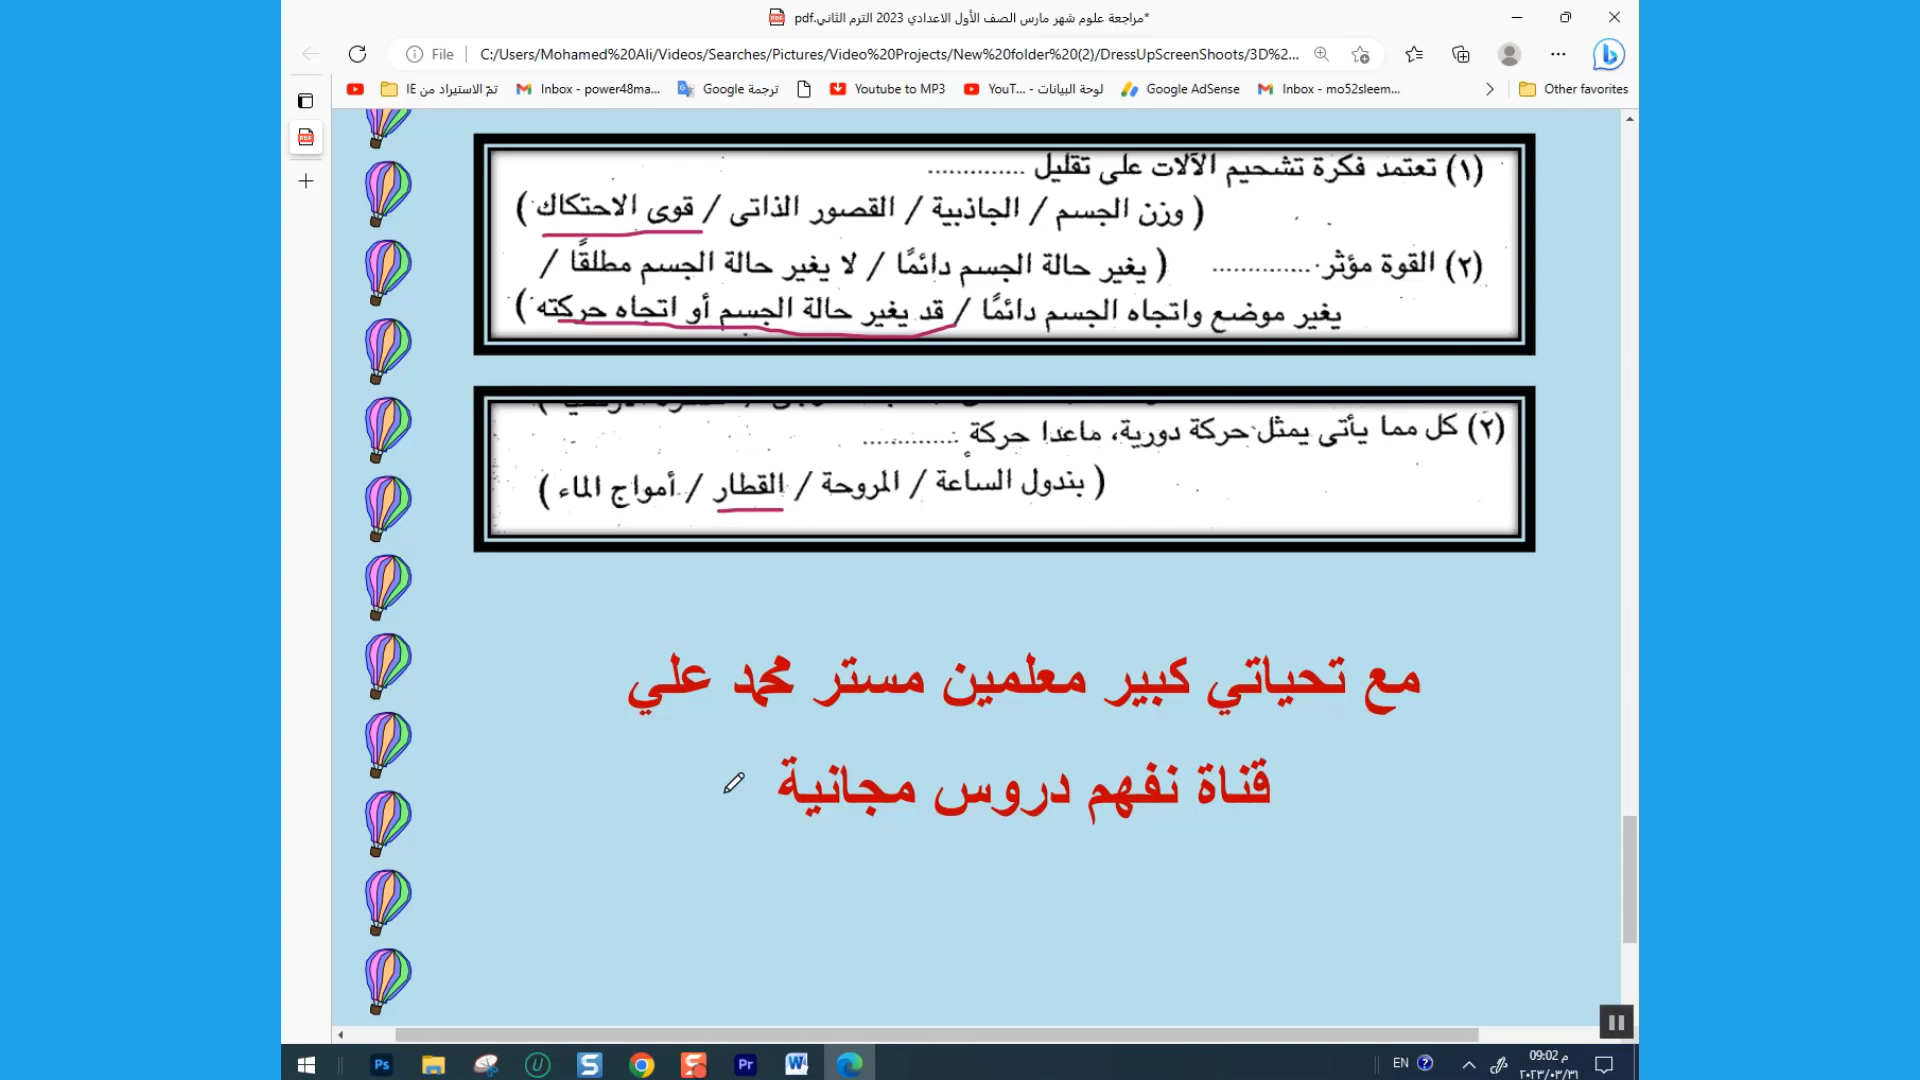 *مراجعة علوم شهر مارس الصف الأول الاعدادي 2023 الترم الثاني.pdf
File
C:/Users/Mohamed%20Ali/Videos/Searches/Pictures/Video%20Projects/New%20folder%20(2)/DressUpScreenShoots/3D%2...
تم الاستيراد من IE
Inbox - power48ma...
ترجمة Google
Youtube to MP3
لوحة البيانات - YouT...
Google AdSense
Inbox - mo52sleem...
Other favorites
(١) تعتمد فكرة تشحيم الآلات على تقليل ..............
( وزن الجسم / الجاذبية / القصور الذاتى / قوى الاحتكاك )
(٢) القوة مؤثر .............. ( يغير حالة الجسم دائمًا / لا يغير حالة الجسم مطلقًا /
يغير موضع واتجاه الجسم دائمًا / قد يغير حالة الجسم أو اتجاه حركته )
(٢) كل مما يأتى يمثل حركة دورية، ماعدا حركة ..............
( بندول الساعة / المروحة / القطار / أمواج الماء )
مع تحياتي كبير معلمين مستر محمد علي
قناة نفهم دروس مجانية
Ps
Pr
W
EN
09:02 م
٢٠٢٣/٠٣/٣١